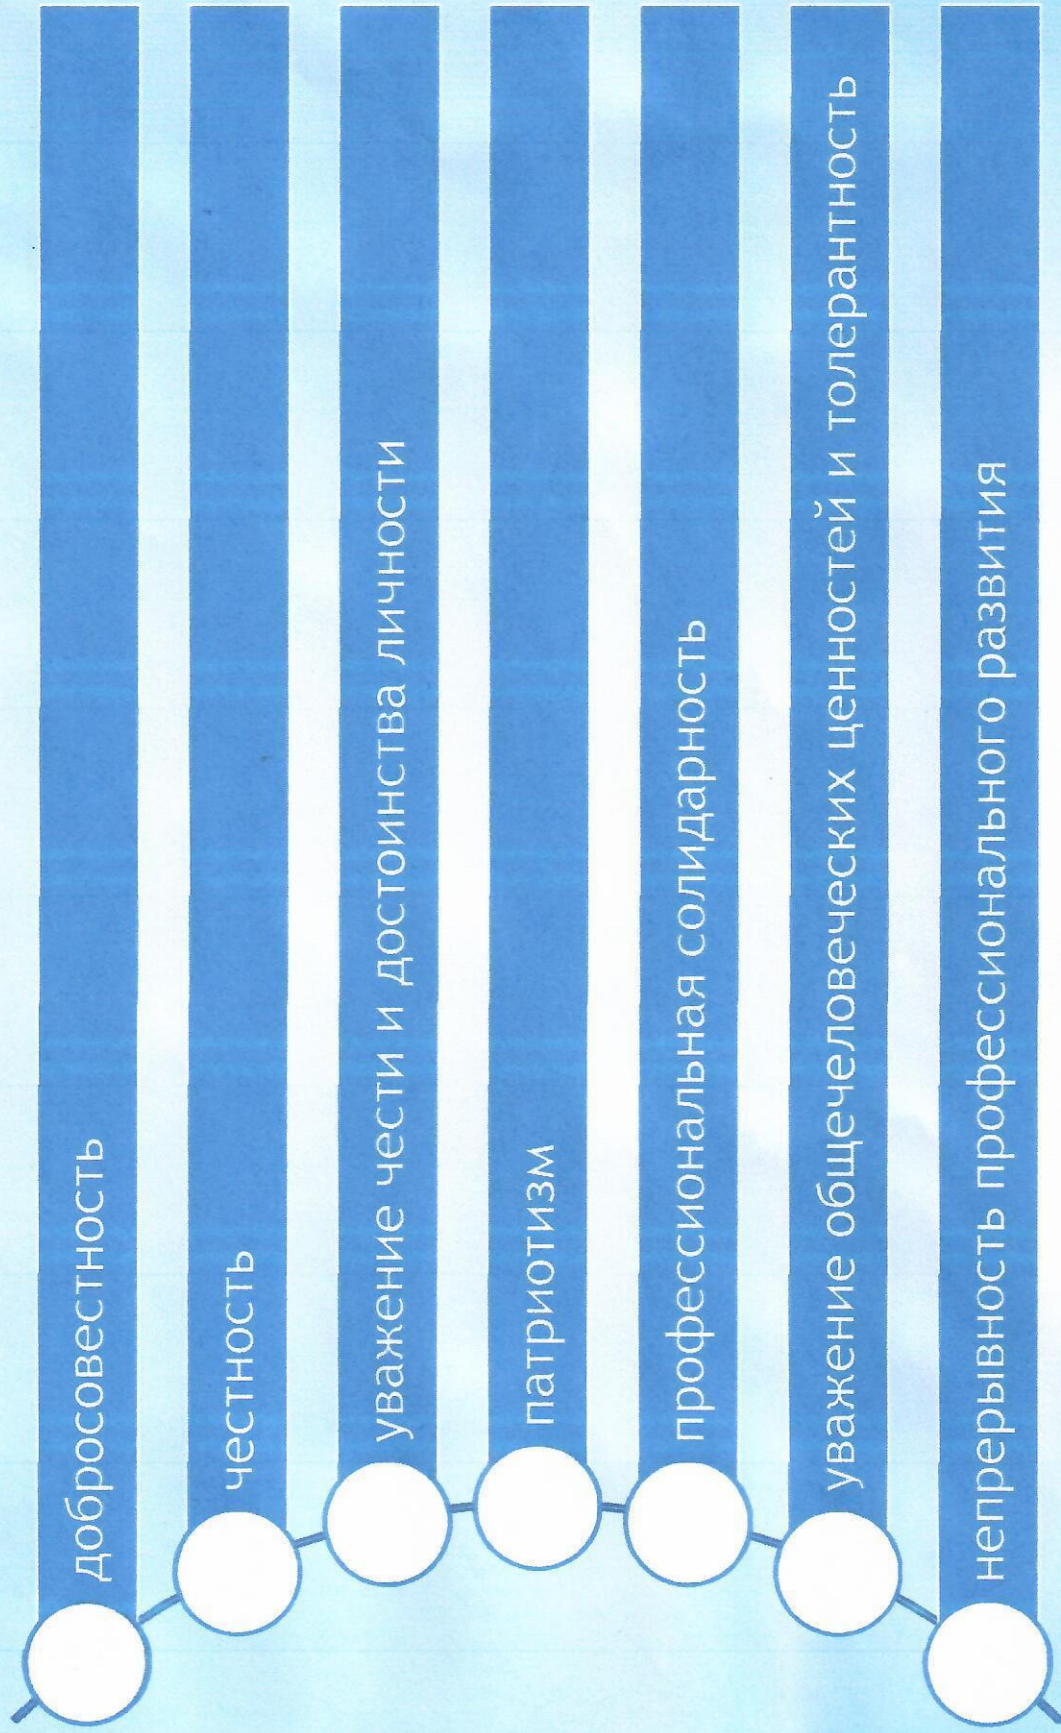 добросовестность
честность
уважение чести и достоинства личности
патриотизм
профессиональная солидарность
уважение общечеловеческих ценностей и толерантность
непрерывность профессионального развития